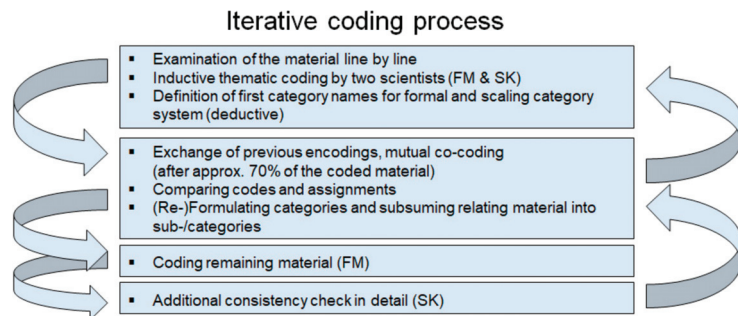 Iterative coding process
▪ Examination of the material line by line
▪ Inductive thematic coding by two scientists (FM & SK)
▪ Definition of first category names for formal and scaling category
system (deductive)
▪ Exchange of previous encodings, mutual co-coding
(after approx. 70% of the coded material)
▪ Comparing codes and assignments
▪ (Re-)Formulating categories and subsuming relating material into
sub-/categories
▪ Coding remaining material (FM)
▪ Additional consistency check in detail (SK)